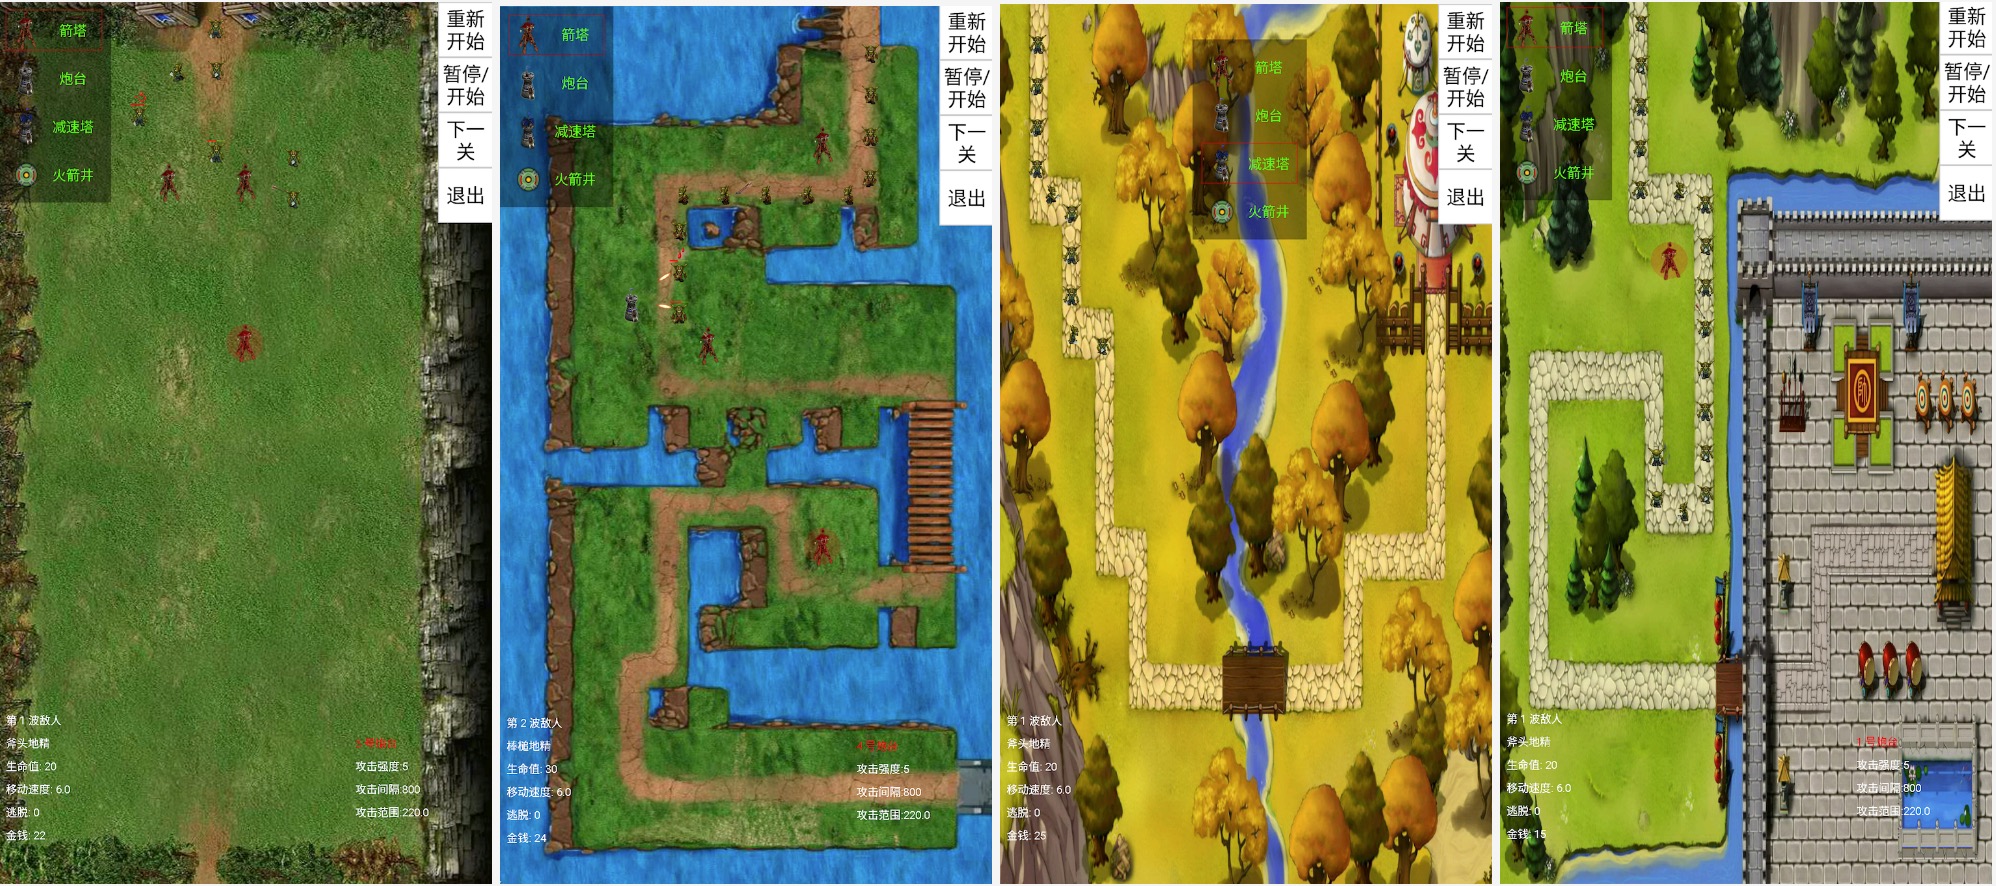 箭塔
炮台
减速塔
火箭井
重新
开始
暂停/
开始
下一
关
退出
第 1 波敌人
斧头地精
生命值: 20
移动速度: 6.0
逃脱: 0
金钱: 22
1 号炮台
攻击强度:5
攻击间隔:800
攻击范围:220.0
箭塔
炮台
减速塔
火箭井
重新
开始
暂停/
开始
下一
关
退出
第 2 波敌人
棒槌地精
生命值: 30
移动速度: 6.0
逃脱: 0
金钱: 24
号炮台
攻击强度:5
攻击间隔:800
攻击范围:220.0
箭塔
炮台
减速塔
火箭井
重新
开始
暂停/
开始
下一
关
退出
第 1 波敌人
斧头地精
生命值: 20
移动速度: 6.0
逃脱: 0
金钱: 25
箭塔
炮台
减速塔
火箭井
重新
开始
暂停/
开始
下一
关
退出
第 1 波敌人
斧头地精
生命值: 20
移动速度: 6.0
逃脱: 0
金钱: 15
1 号炮台
攻击强度:5
攻击间隔:800
攻击范围:220.0